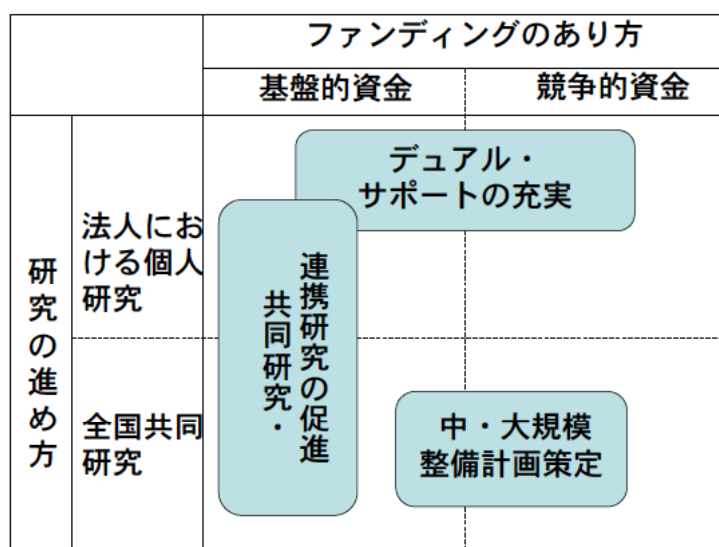 ファンディングのあり方
基盤的資金
競争的資金
デュアル・
サポートの充実
研究の進め方
法人にお
ける個人
研究
共同研究・
連携研究の促進
全国共同
研究
中・大規模
整備計画策定